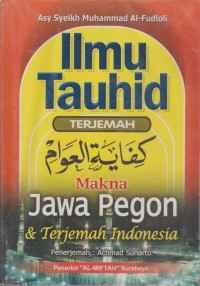 Asy Syeikh Muhammad Al-Fudloli
Ilmu
Tauhid
TERJEMAH
كفاية العوام
Makna
Jawa Pegon
& Terjemah Indonesia
Penerjemah : Achmad Sunarto
Penerbit "AL-MIFTAH" Surabaya